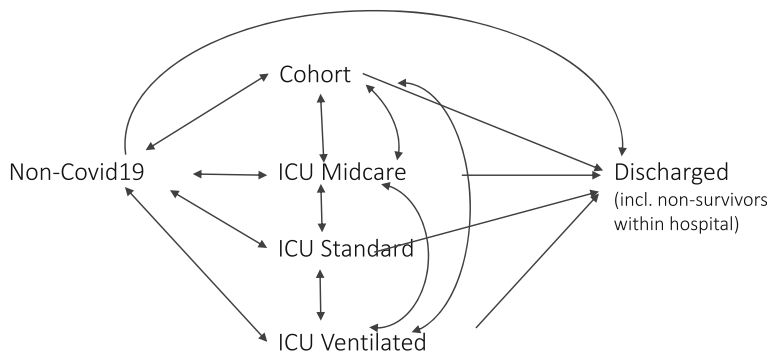 Cohort
Non-Covid19
ICU Midcare
Discharged
(incl. non-survivors
within hospital)
ICU Standard
ICU Ventilated